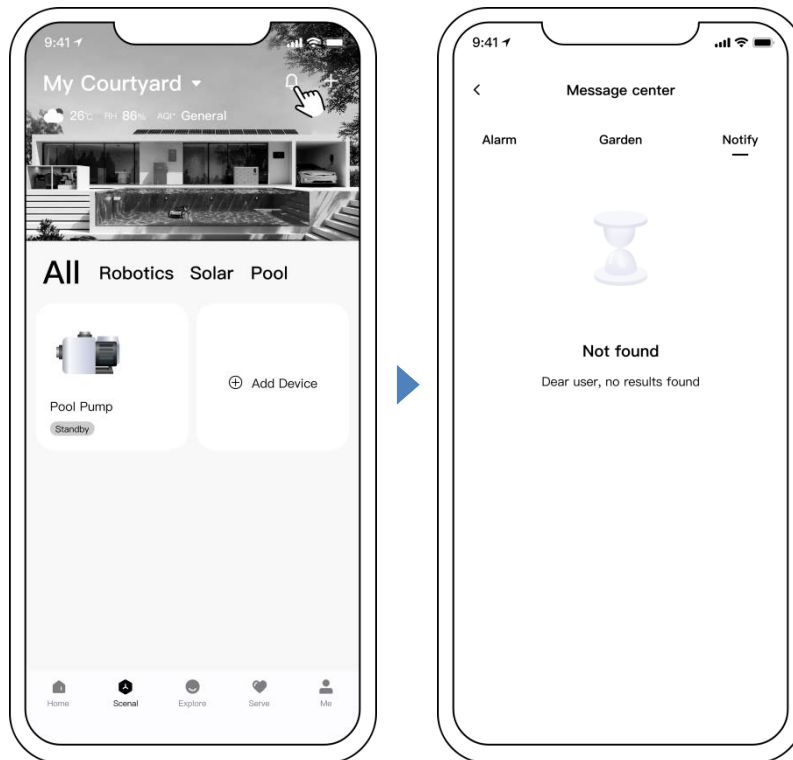 9:41
My Courtyard
26℃ RH 86% AQI* General
All Robotics Solar Pool
Pool Pump
Standby
Add Device
Home Scenal Explore Serve Me
9:41
Message center
Alarm Garden Notify
Not found
Dear user, no results found